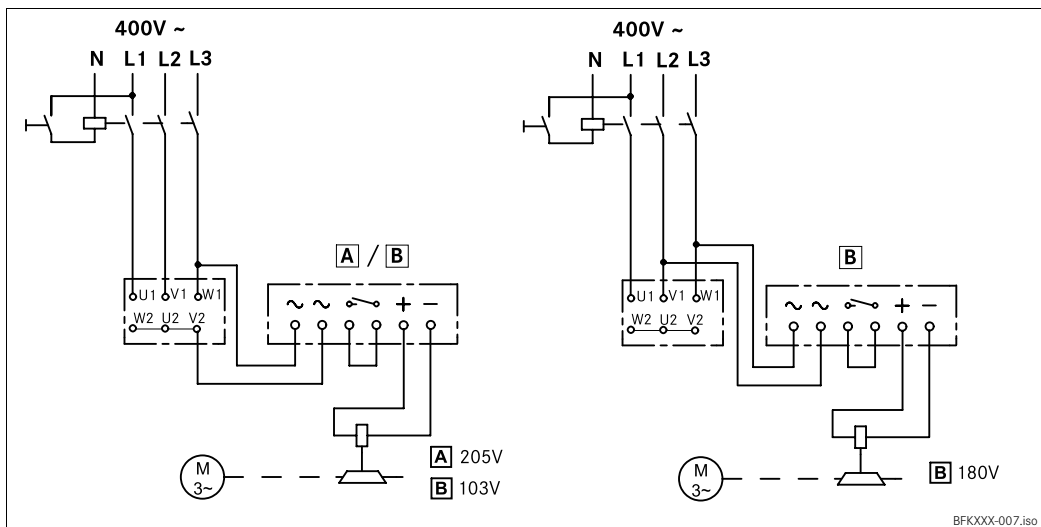 400V ~
N L1 L2 L3
A / B
U1 V1 W1
W2 U2 V2
~ ~ + −
M
3~
A 205V
B 103V
400V ~
N L1 L2 L3
B
U1 V1 W1
W2 U2 V2
~ ~ + −
M
3~
B 180V
BFKXXX-007.iso